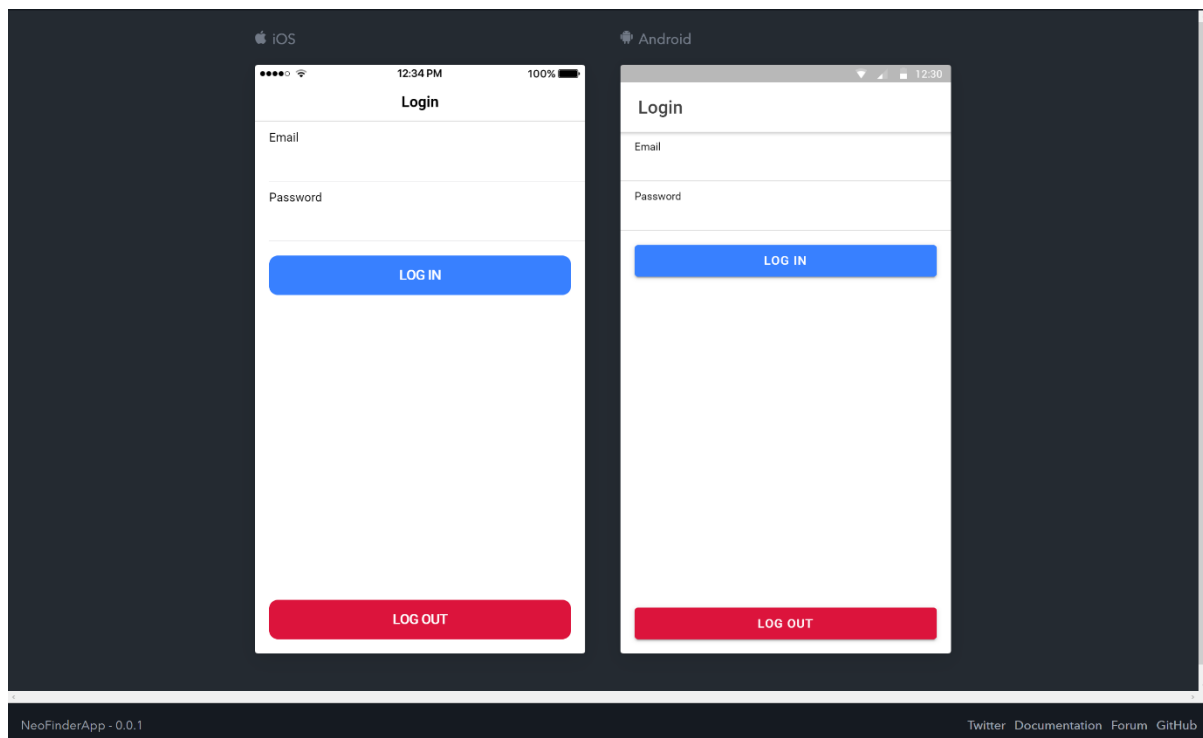 iOS
12:34 PM 100%
Login
Email
Password
LOG IN
LOG OUT
Android
12:30
Login
Email
Password
LOG IN
LOG OUT
NeoFinderApp - 0.0.1
Twitter Documentation Forum GitHub